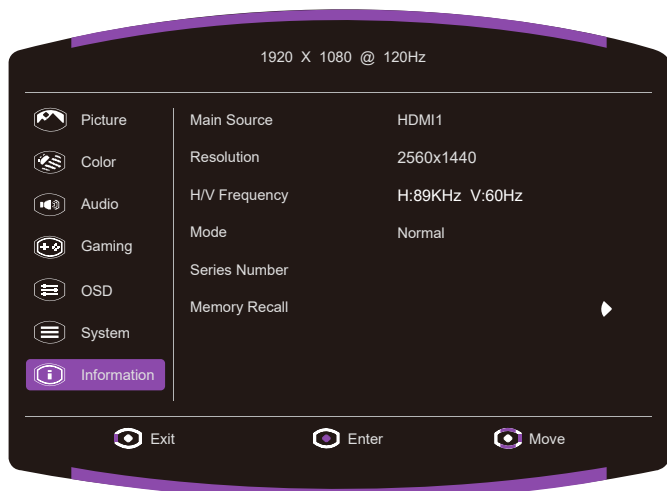 1920 X 1080 @ 120Hz
Picture
Color
Audio
Gaming
OSD
System
Information
Main Source HDMI1
Resolution 2560x1440
H/V Frequency H:89KHz V:60Hz
Mode Normal
Series Number
Memory Recall
Exit Enter Move